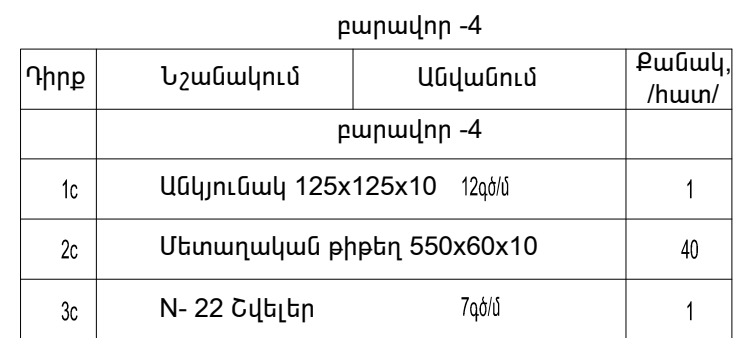 բարավոր -4
Դիրք Նշանակում Անվանում Քանակ, /հատ/
բարավոր -4
1c Անկյունակ 125x125x10 12գծ/մ 1
2c Մետաղական թիթեղ 550x60x10 40
3c N- 22 Շվելեր 7գծ/մ 1